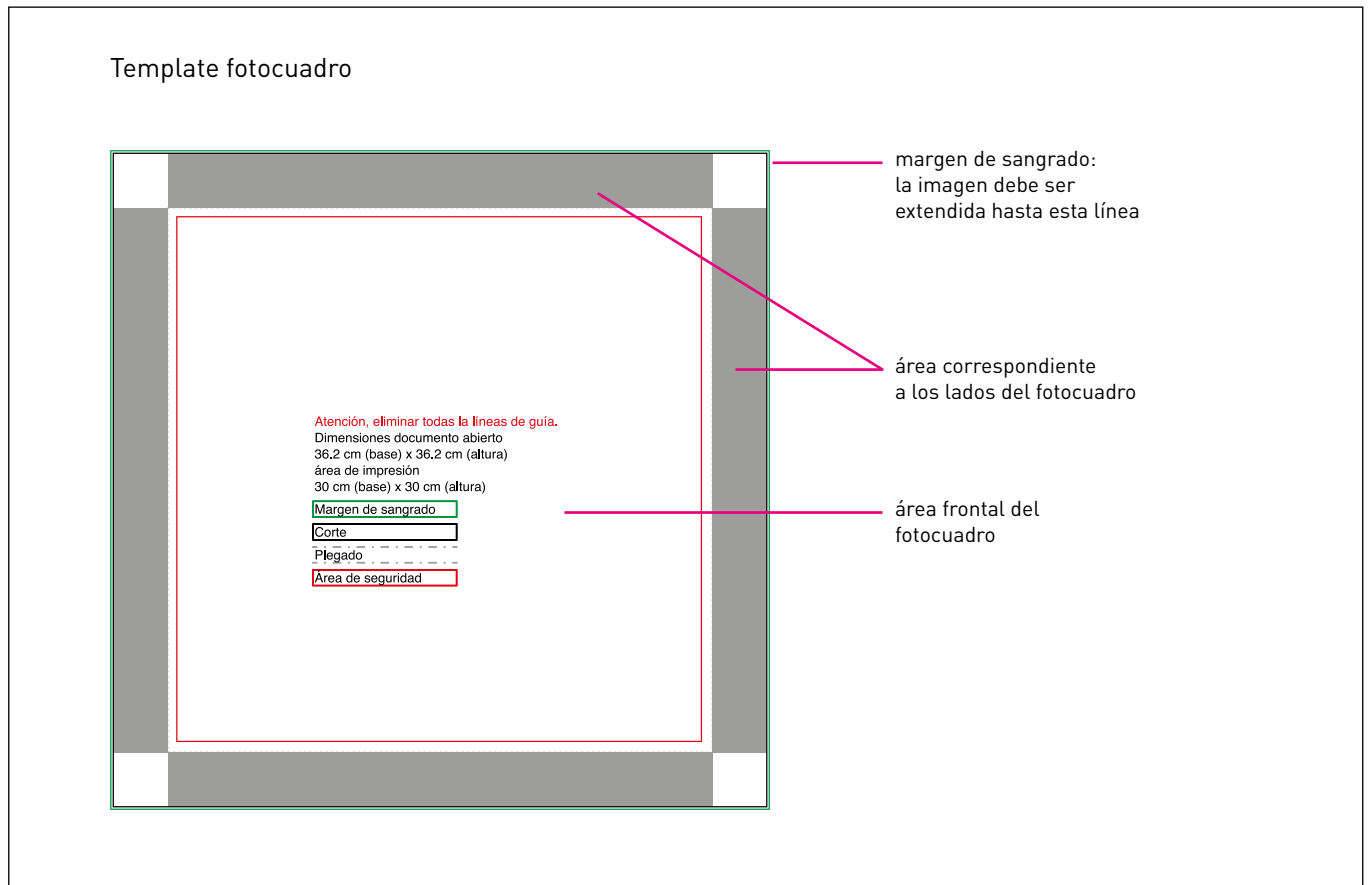 Template fotocuadro
margen de sangrado:
la imagen debe ser
extendida hasta esta línea
área correspondiente
a los lados del fotocuadro
Atención, eliminar todas la líneas de guía.
Dimensiones documento abierto
36.2 cm (base) x 36.2 cm (altura)
área de impresión
30 cm (base) x 30 cm (altura)
Margen de sangrado
Corte
Plegado
Área de seguridad
área frontal del
fotocuadro